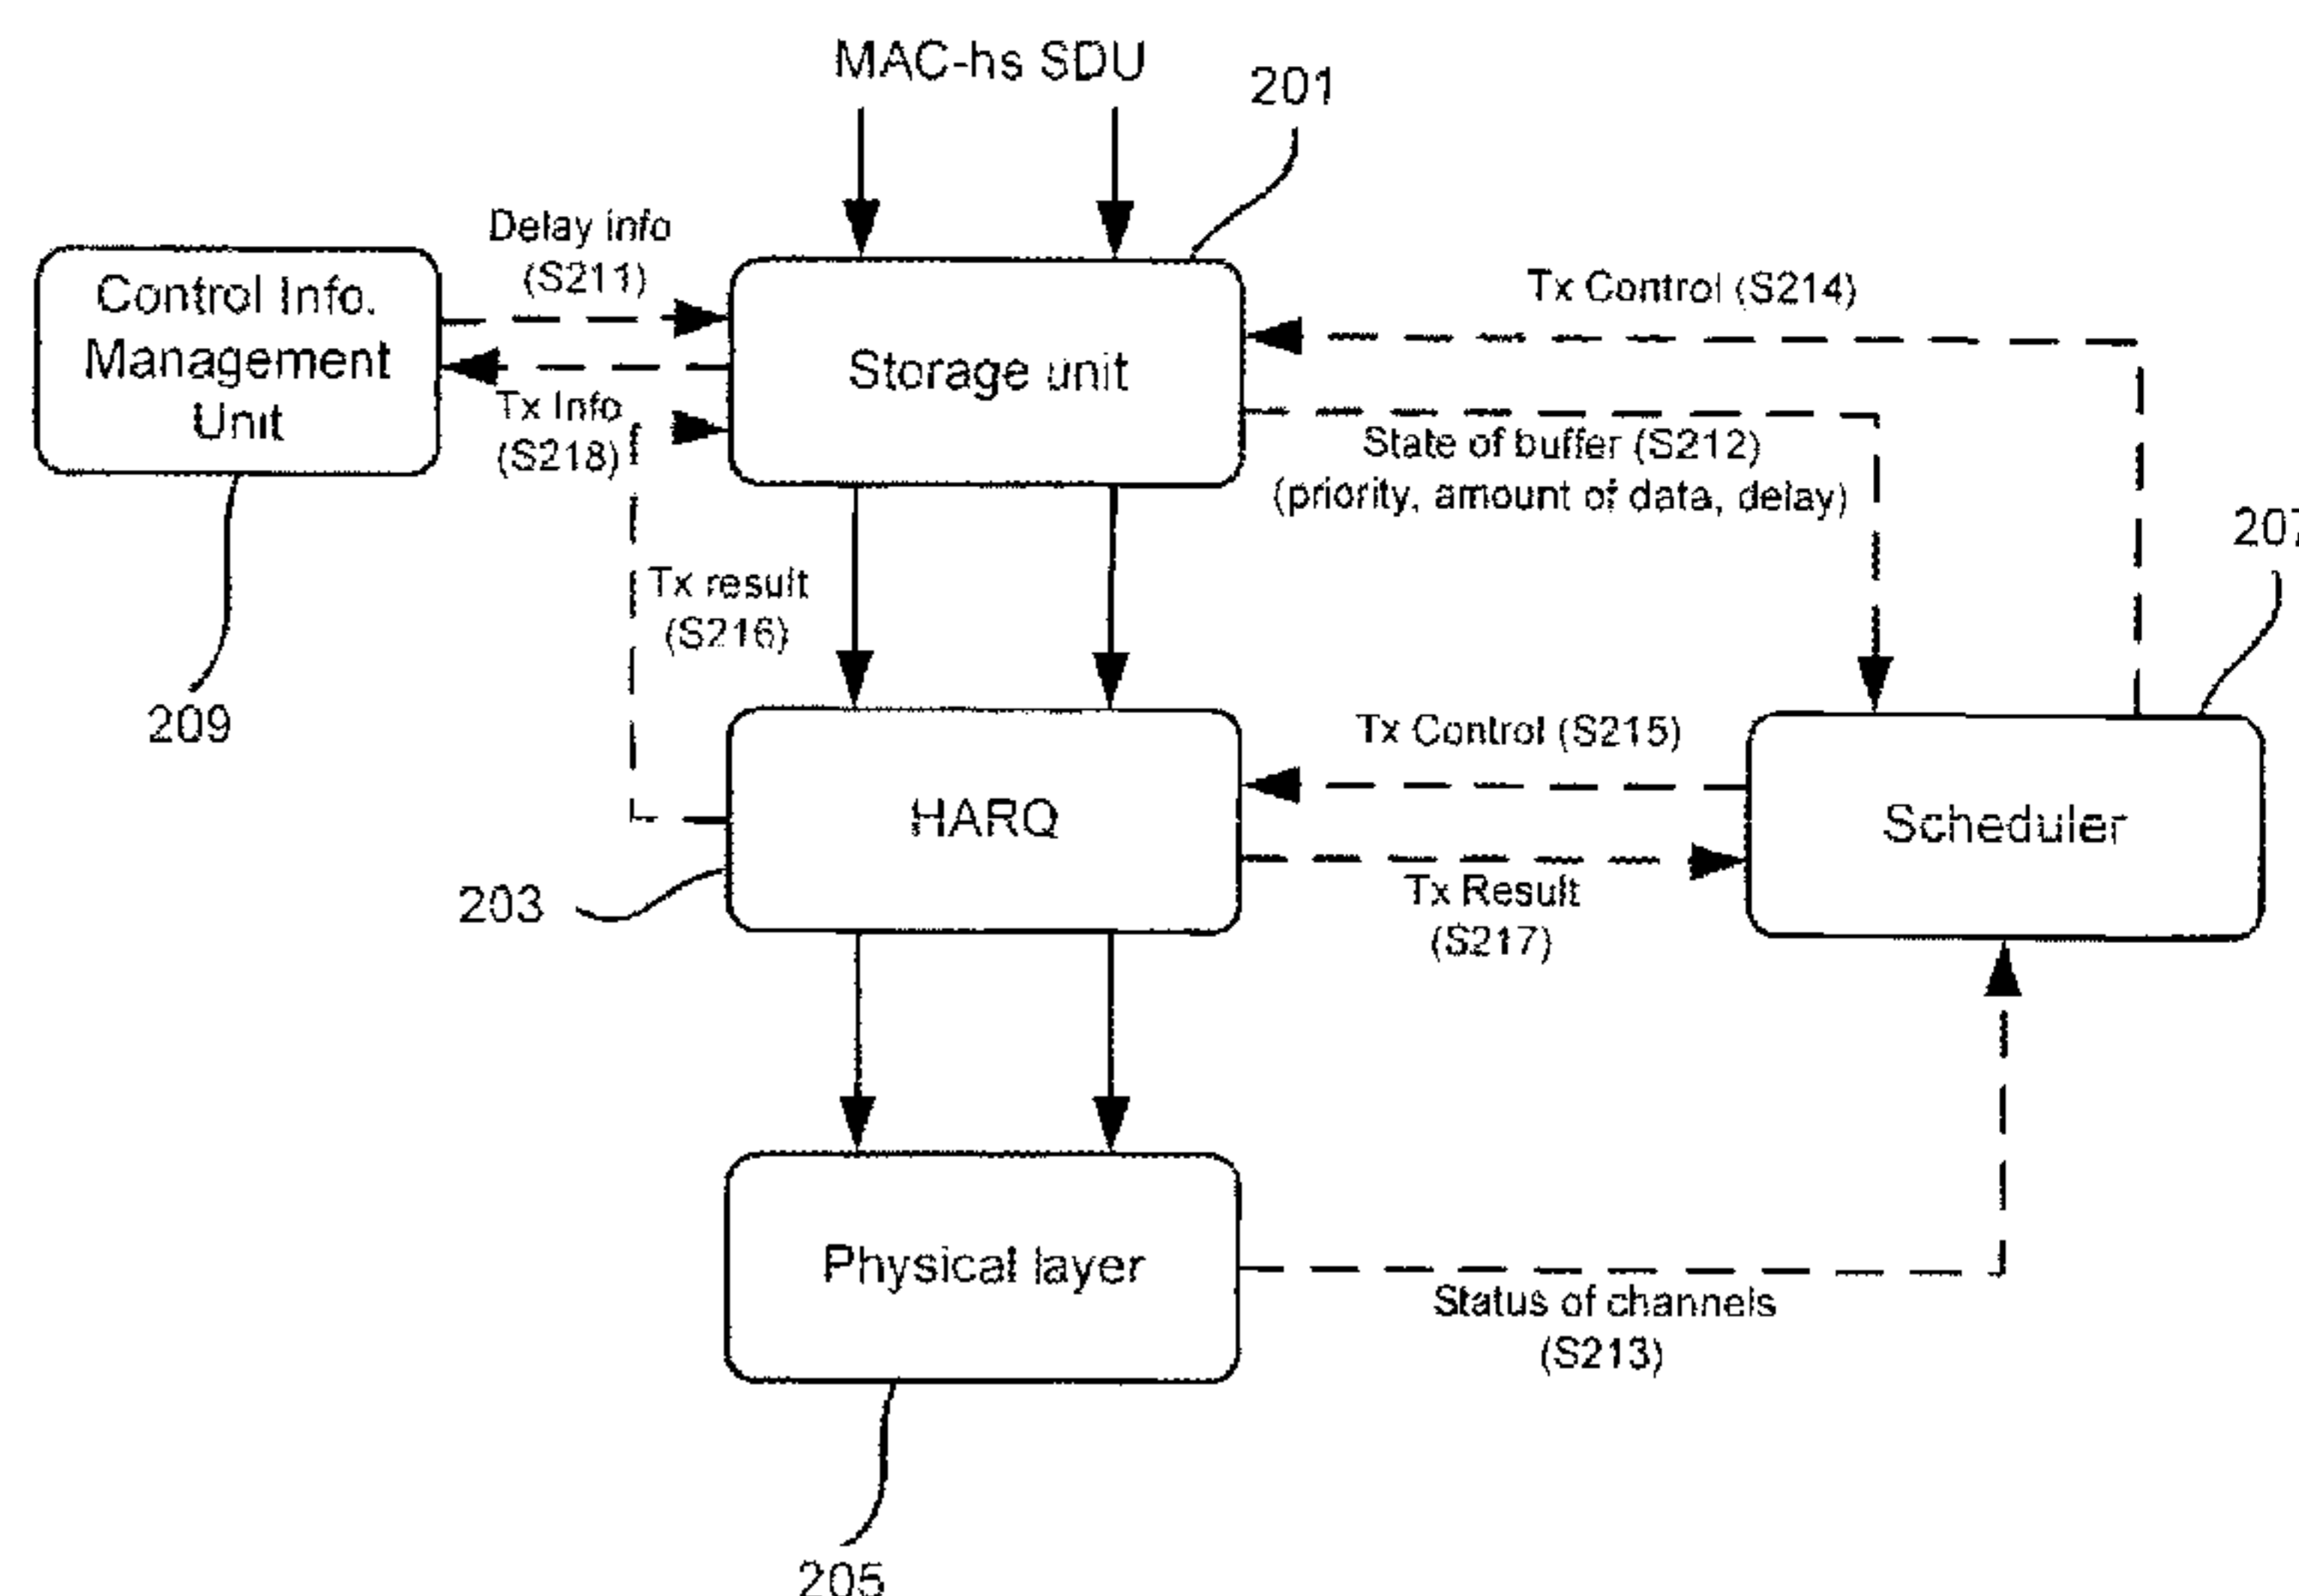 MAC-hs SDU
201
Delay info
(S211)
Control Info.
Management
Unit
Tx Control (S214)
Storage unit
Tx Info
(S218)
State of buffer (S212)
(priority, amount of data, delay)
207
Tx result
(S216)
209
Tx Control (S215)
HARQ
Scheduler
203
Tx Result
(S217)
Physical layer
Status of channels
(S213)
205